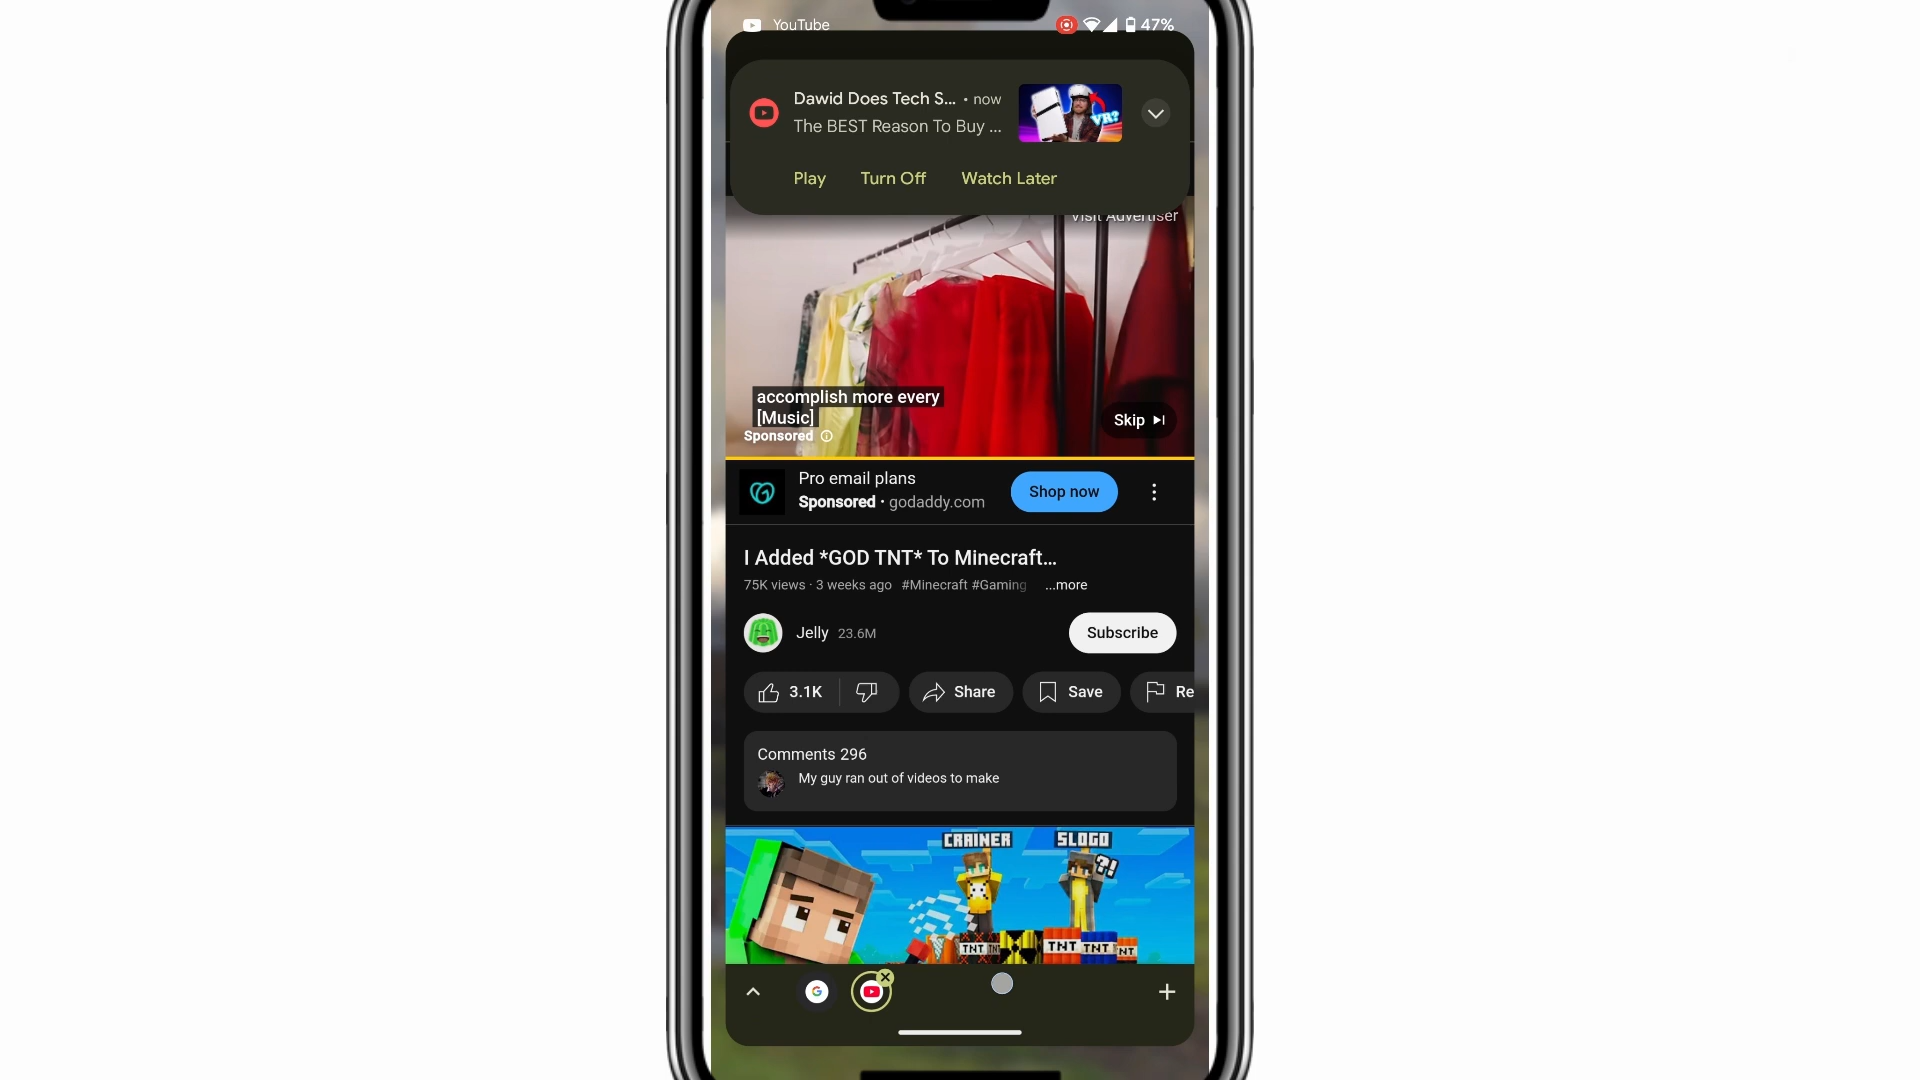 YouTube 47%
Dawid Does Tech S... • now
The BEST Reason To Buy ...
VR?
Play Turn Off Watch Later
Visit Advertiser
accomplish more every
[Music]
Skip
Sponsored
Pro email plans
Sponsored · godaddy.com
Shop now
I Added *GOD TNT* To Minecraft...
75K views · 3 weeks ago #Minecraft #Gaming ...more
Jelly 23.6M
Subscribe
3.1K Share Save Re
Comments 296
My guy ran out of videos to make
CRAINER SLOGO
?!
TNT TNT TNT NT